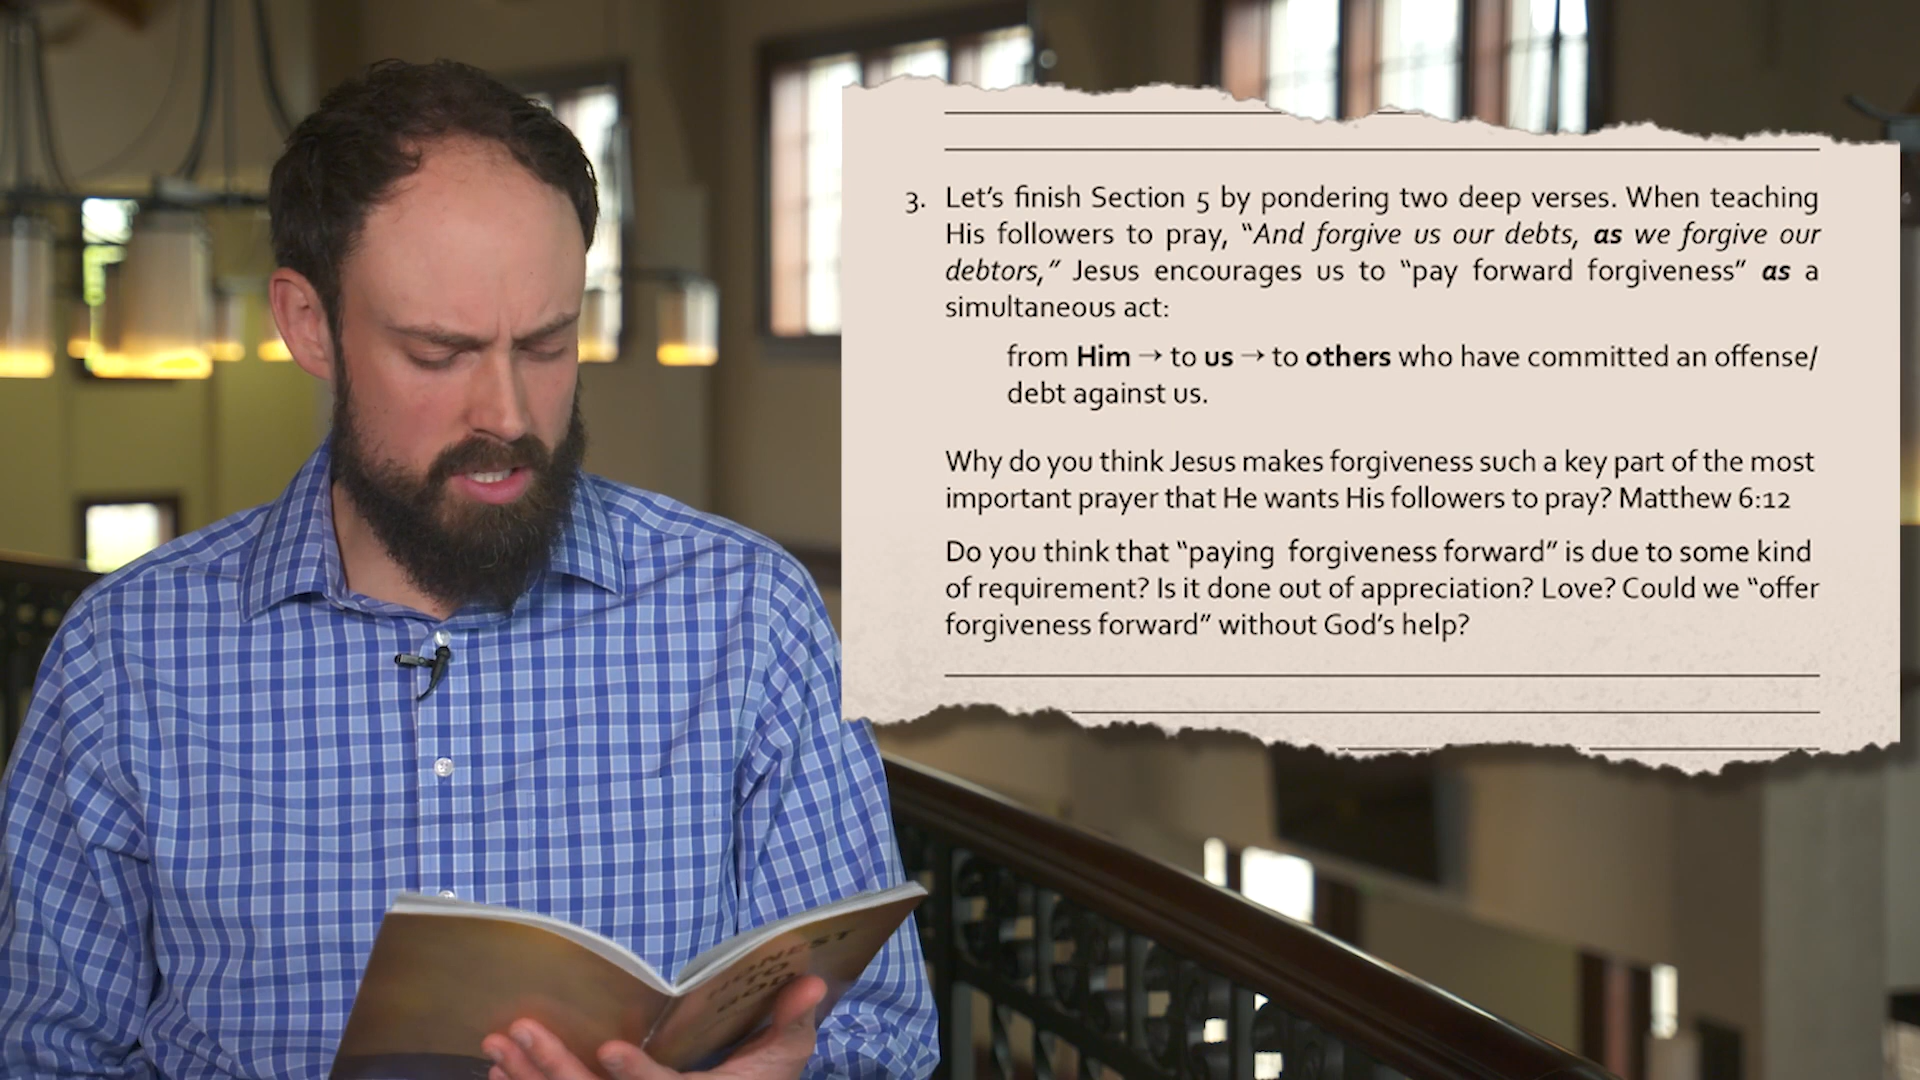 3. Let's finish Section 5 by pondering two deep verses. When teaching
His followers to pray, “And forgive us our debts, as we forgive our
debtors,” Jesus encourages us to “pay forward forgiveness” as a
simultaneous act:
from Him → to us → to others who have committed an offense/
debt against us.
Why do you think Jesus makes forgiveness such a key part of the most
important prayer that He wants His followers to pray? Matthew 6:12
Do you think that “paying forgiveness forward” is due to some kind
of requirement? Is it done out of appreciation? Love? Could we “offer
forgiveness forward” without God's help?
HONEST
TO
GOD